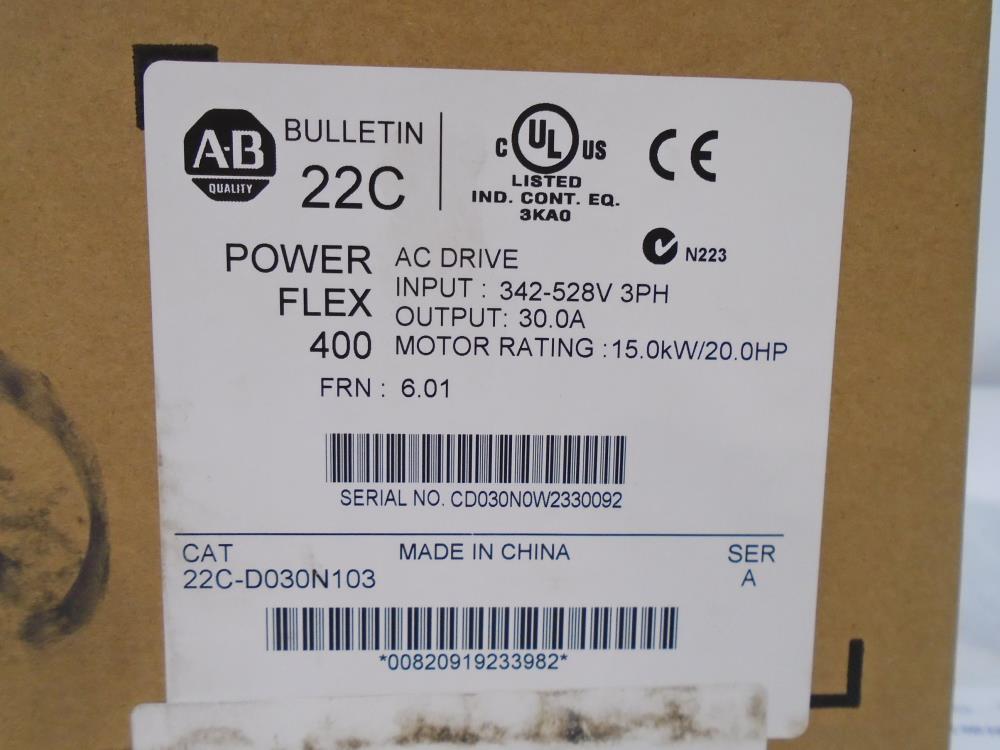 A-B
QUALITY
BULLETIN
22C
C UL US
LISTED
IND. CONT. EQ.
3KA0
CE
N223
POWER
FLEX
400
AC DRIVE
INPUT : 342-528V 3PH
OUTPUT: 30.0A
MOTOR RATING :15.0kW/20.0HP
FRN : 6.01
SERIAL NO. CD030N0W2330092
CAT
22C-D030N103
MADE IN CHINA
SER
A
*00820919233982*